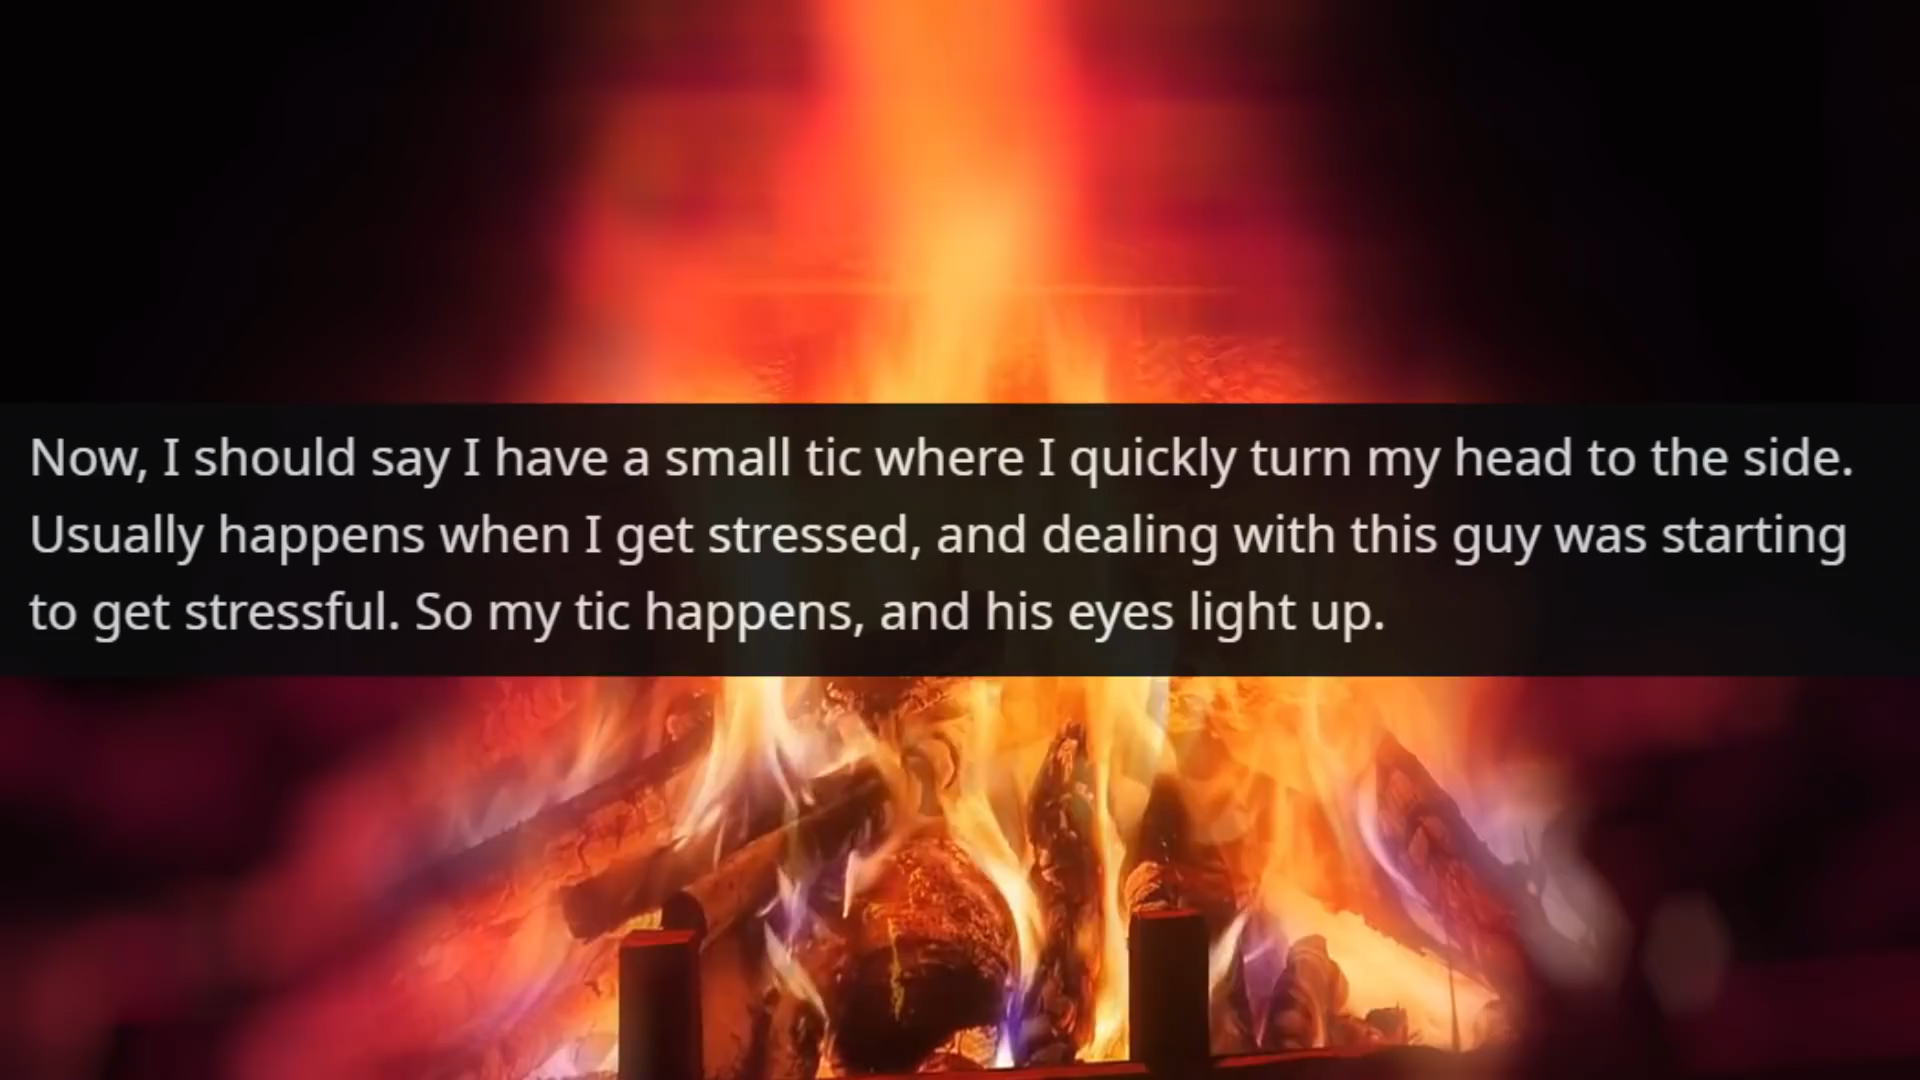 Now, I should say I have a small tic where I quickly turn my head to the side.
Usually happens when I get stressed, and dealing with this guy was starting
to get stressful. So my tic happens, and his eyes light up.